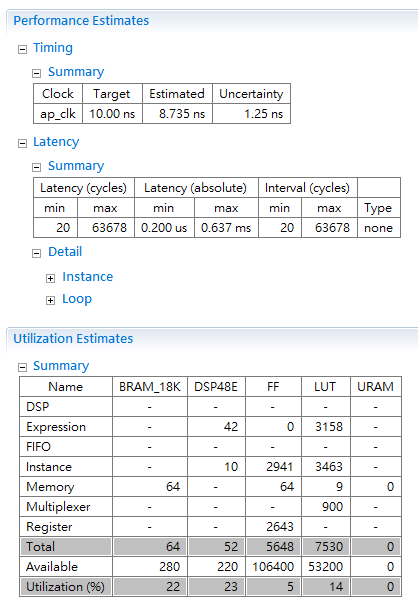 Performance Estimates
Timing
Summary
Clock Target Estimated Uncertainty
ap_clk 10.00 ns 8.735 ns 1.25 ns
Latency
Summary
Latency (cycles) Latency (absolute) Interval (cycles)
min max min max min max Type
20 63678 0.200 us 0.637 ms 20 63678 none
Detail
Instance
Loop
Utilization Estimates
Summary
Name BRAM_18K DSP48E FF LUT URAM
DSP - - - - -
Expression - 42 0 3158 -
FIFO - - - - -
Instance - 10 2941 3463 -
Memory 64 - 64 9 0
Multiplexer - - - 900 -
Register - - 2643 - -
Total 64 52 5648 7530 0
Available 280 220 106400 53200 0
Utilization (%) 22 23 5 14 0